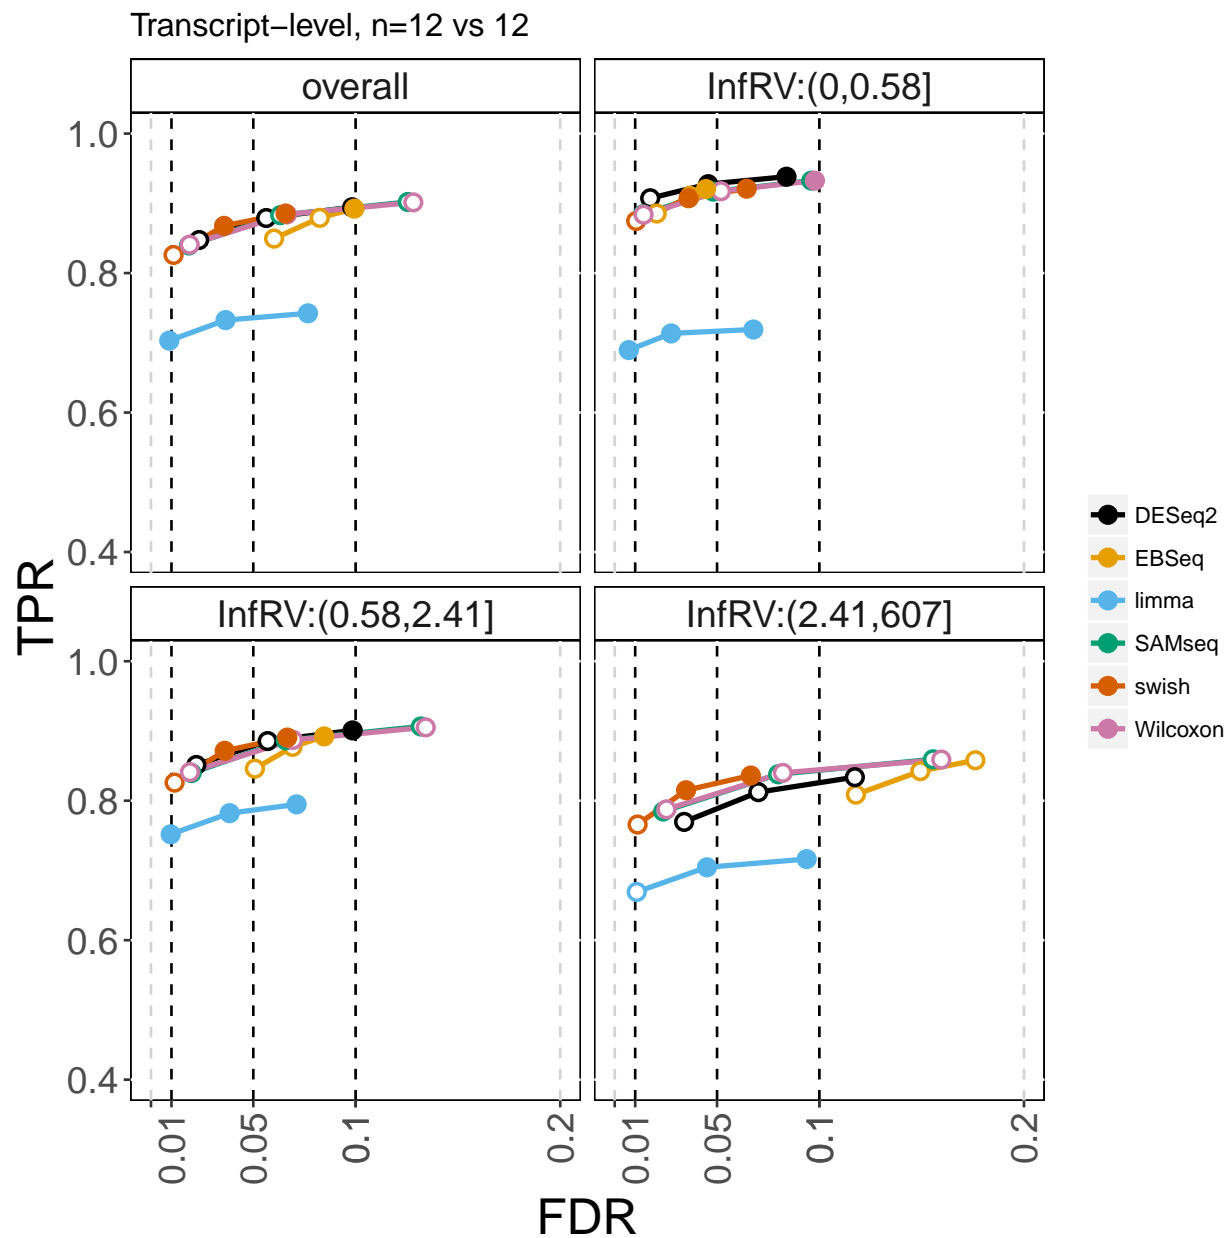 Transcript−level, n=12 vs 12
overall
InfRV:(0,0.58]
1.0
0.8
0.6
0.4
InfRV:(0.58,2.41]
InfRV:(2.41,607]
1.0
0.8
0.6
0.4
TPR
0.01
0.05
0.1
0.2
0.01
0.05
0.1
0.2
FDR
DESeq2
EBSeq
limma
SAMseq
swish
Wilcoxon